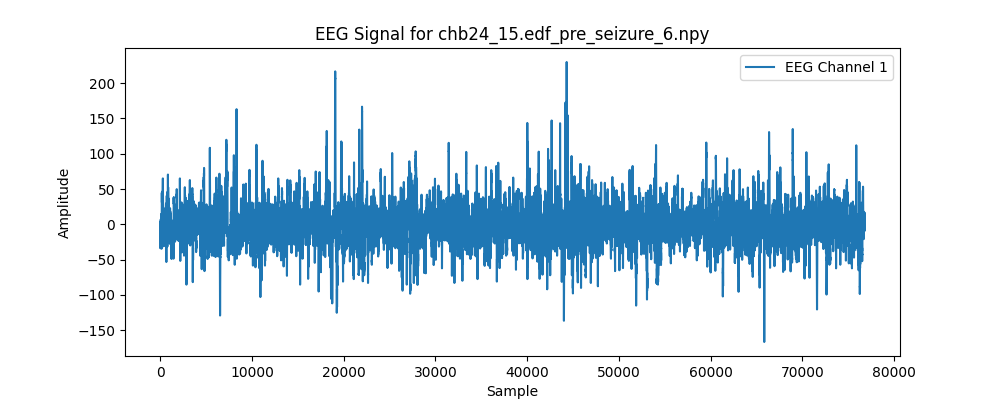 EEG Signal for chb24_15.edf_pre_seizure_6.npy
EEG Channel 1
Amplitude
200
150
100
50
0
−50
−100
−150
0 10000 20000 30000 40000 50000 60000 70000 80000
Sample